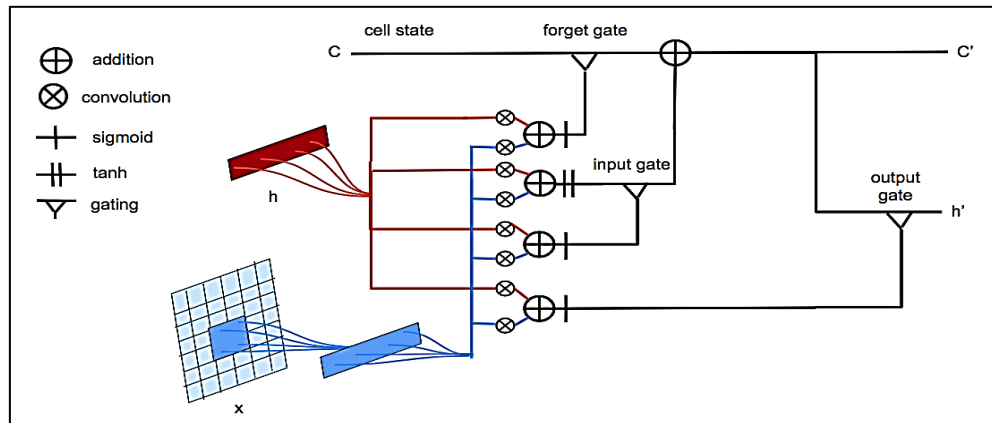 cell state
forget gate
C
C'
addition
convolution
sigmoid
tanh
gating
h
input gate
output
gate
h'
x